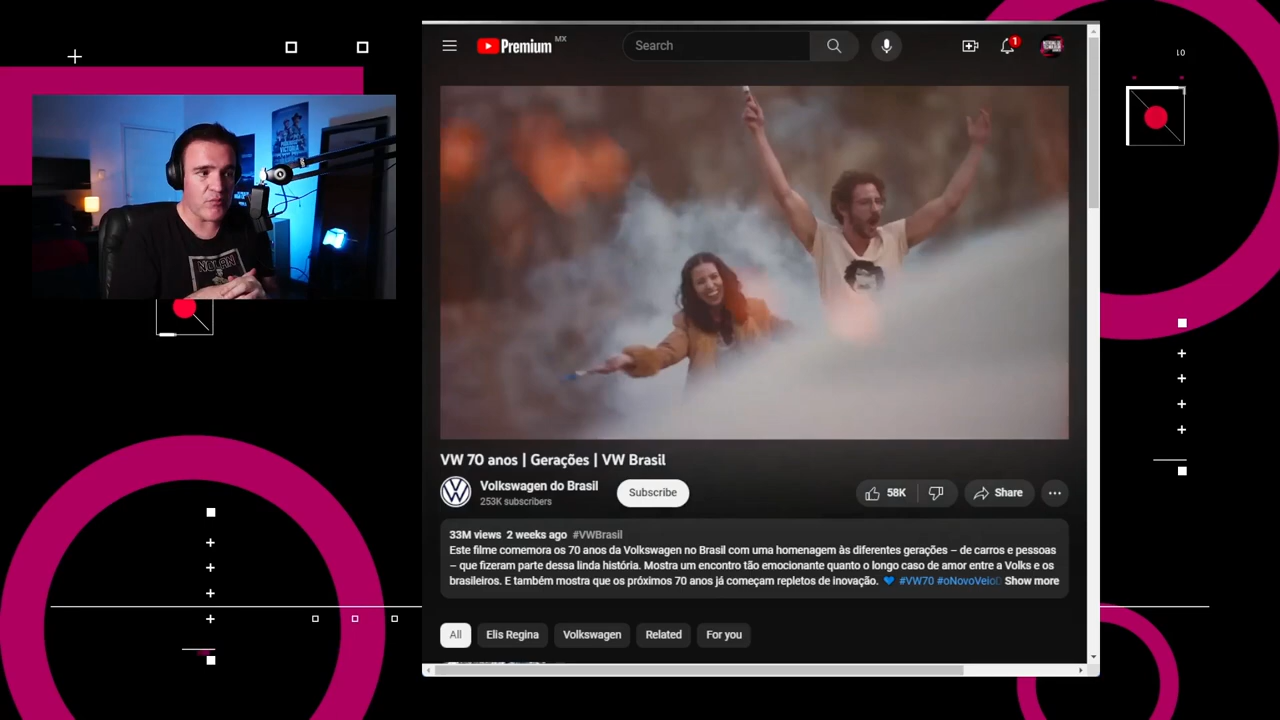 Premium MX
Search
1
10
NOLAN
VW 70 anos | Gerações | VW Brasil
Volkswagen do Brasil
253K subscribers
Subscribe
58K
Share
33M views 2 weeks ago #VWBrasil
Este filme comemora os 70 anos da Volkswagen no Brasil com uma homenagem às diferentes gerações – de carros e pessoas
– que fizeram parte dessa linda história. Mostra um encontro tão emocionante quanto o longo caso de amor entre a Volks e os
brasileiros. E também mostra que os próximos 70 anos já começam repletos de inovação. 💙 #VW70 #oNovoVeioD Show more
All
Elis Regina
Volkswagen
Related
For you